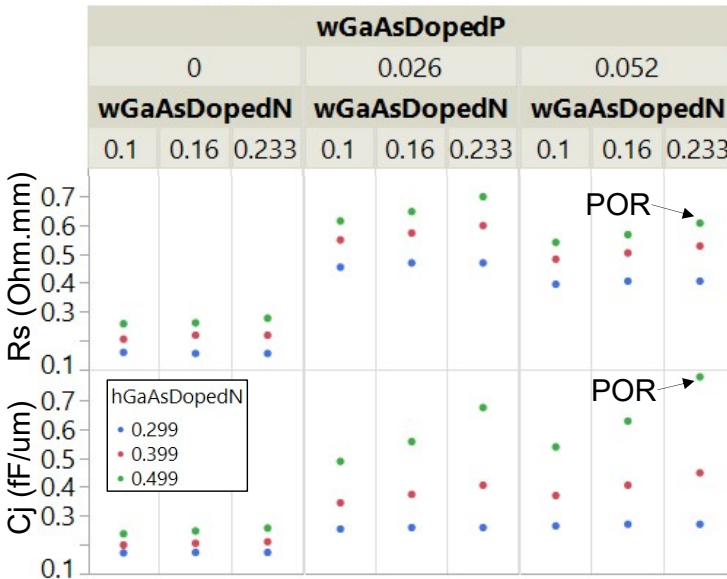 wGaAsDopedP
0 0.026 0.052
wGaAsDopedN wGaAsDopedN wGaAsDopedN
0.1 0.16 0.233 0.1 0.16 0.233 0.1 0.16 0.233
Rs (Ohm.mm)
0.7
0.6
0.5
0.4
0.3
0.1
POR
Cj (fF/um)
0.7
0.6
0.5
0.4
0.3
0.1
POR
hGaAsDopedN
0.299
0.399
0.499